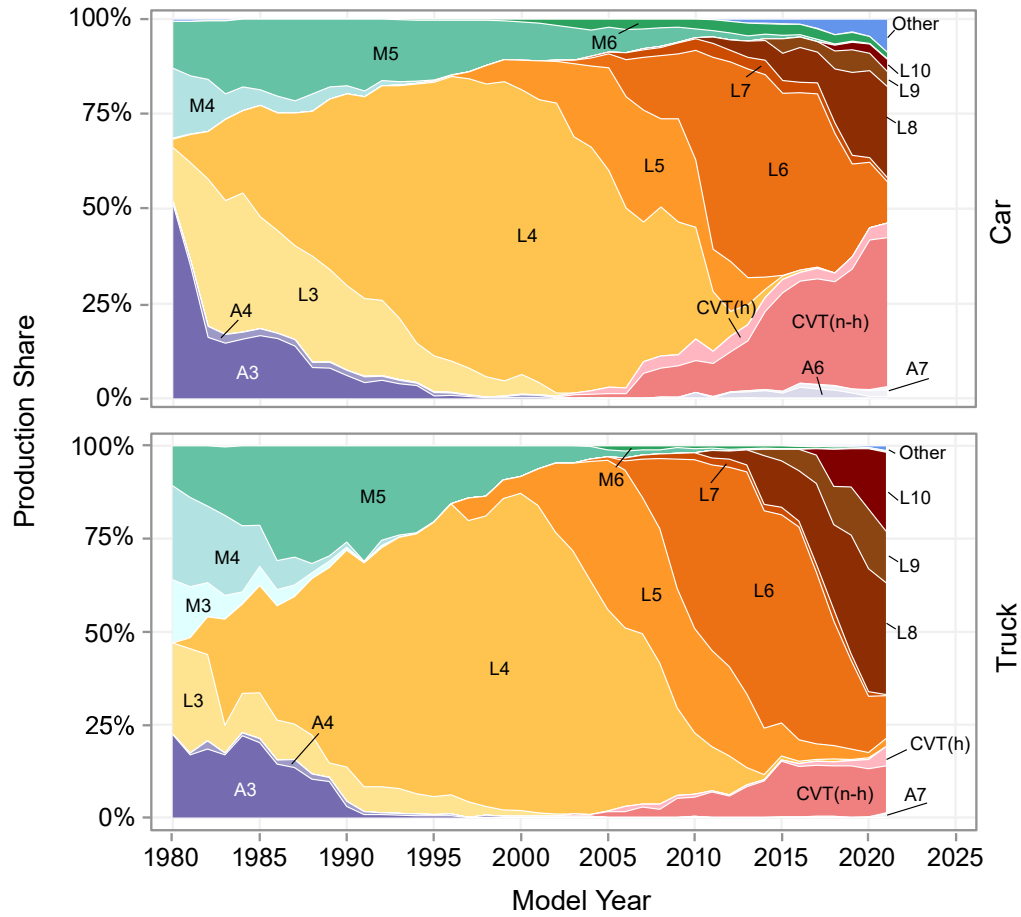 100%
75%
50%
25%
0%
M5
M6
Other
M4
L10
L9
L7
L8
L5
L6
L4
L3
A4
CVT(h)
CVT(n-h)
A3
A6
A7
Car
Production Share
100%
75%
50%
25%
0%
M5
M6
L7
Other
L10
M4
L9
M3
L5
L6
L8
L4
L3
A4
CVT(h)
A3
CVT(n-h)
A7
Truck
1980
1985
1990
1995
2000
2005
2010
2015
2020
2025
Model Year